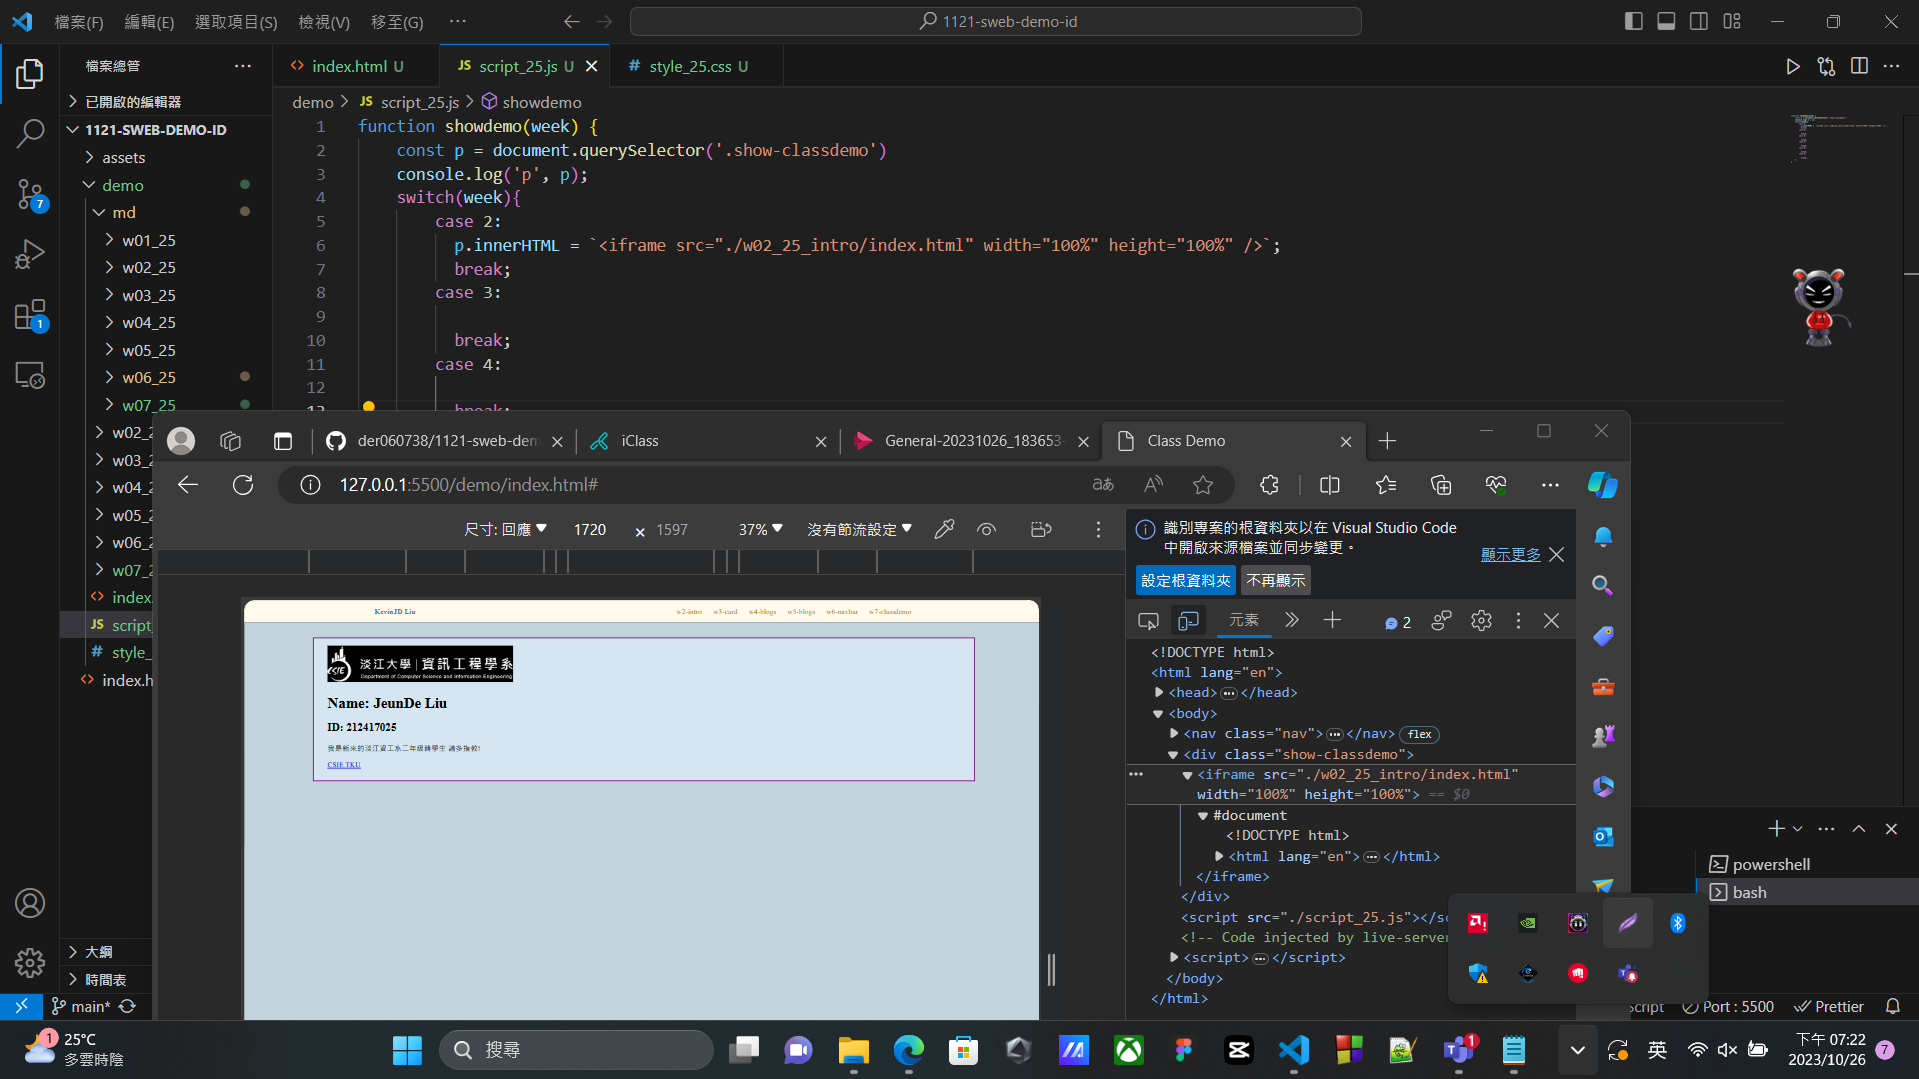 檔案(F) 編輯(E) 選取項目(S) 檢視(V) 移至(G) ··· 1121-sweb-demo-id
檔案總管 ···
index.html U
script_25.js U
style_25.css U
已開啟的編輯器
1121-SWEB-DEMO-ID
assets
demo
md
w01_25
w02_25
w03_25
w04_25
w05_25
w06_25
w07_25
w02_2
w03_2
w04_2
w05_2
w06_2
w07_2
index.
script_
style_
index.h
大綱
時間表
7
1
demo > JS script_25.js > showdemo
1 function showdemo(week) {
2 const p = document.querySelector('.show-classdemo')
3 console.log('p', p);
4 switch(week){
5 case 2:
6 p.innerHTML = `<iframe src="./w02_25_intro/index.html" width="100%" height="100%" />`;
7 break;
8 case 3:
9
10 break;
11 case 4:
12
13 break;
der060738/1121-sweb-dem
iClass
General-20231026_183653-
Class Demo
127.0.0.1:5500/demo/index.html#
尺寸: 回應 1720 × 1597 37% 沒有節流設定
KevinJD Liu w2-intro w3-card w4-blogs w5-blogs w6-navbar w7-classdemo
CSIE 淡江大學 | 資訊工程學系
Department of Computer Science and Information Engineering
Name: JeunDe Liu
ID: 212417025
我是新來的淡江資工系二年級轉學生 請多指教!
CSIE TKU
識別專案的根資料夾以在 Visual Studio Code
中開啟來源檔案並同步變更。
顯示更多
設定根資料夾 不再顯示
元素 2
<!DOCTYPE html>
<html lang="en">
<head> ··· </head>
<body>
<nav class="nav"> ··· </nav> flex
<div class="show-classdemo">
··· <iframe src="./w02_25_intro/index.html"
width="100%" height="100%"> == $0
#document
<!DOCTYPE html>
<html lang="en"> ··· </html>
</iframe>
</div>
<script src="./script_25.js"></sc
<!-- Code injected by live-server
<script> ··· </script>
</body>
</html>
powershell
bash
main* cript Port : 5500 Prettier
1 25°C
多雲時陰
搜尋
1
英
下午 07:22
2023/10/26
7